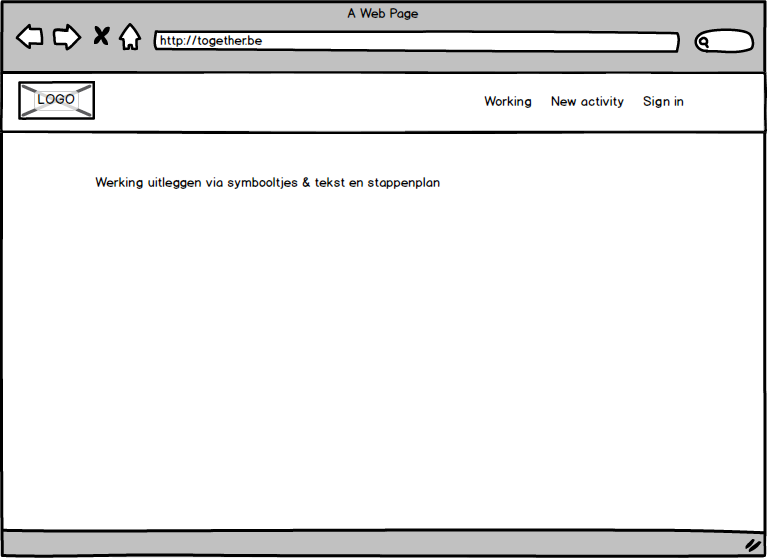 A Web Page
http://together.be
LOGO
Working New activity Sign in
Werking uitleggen via symbooltjes & tekst en stappenplan